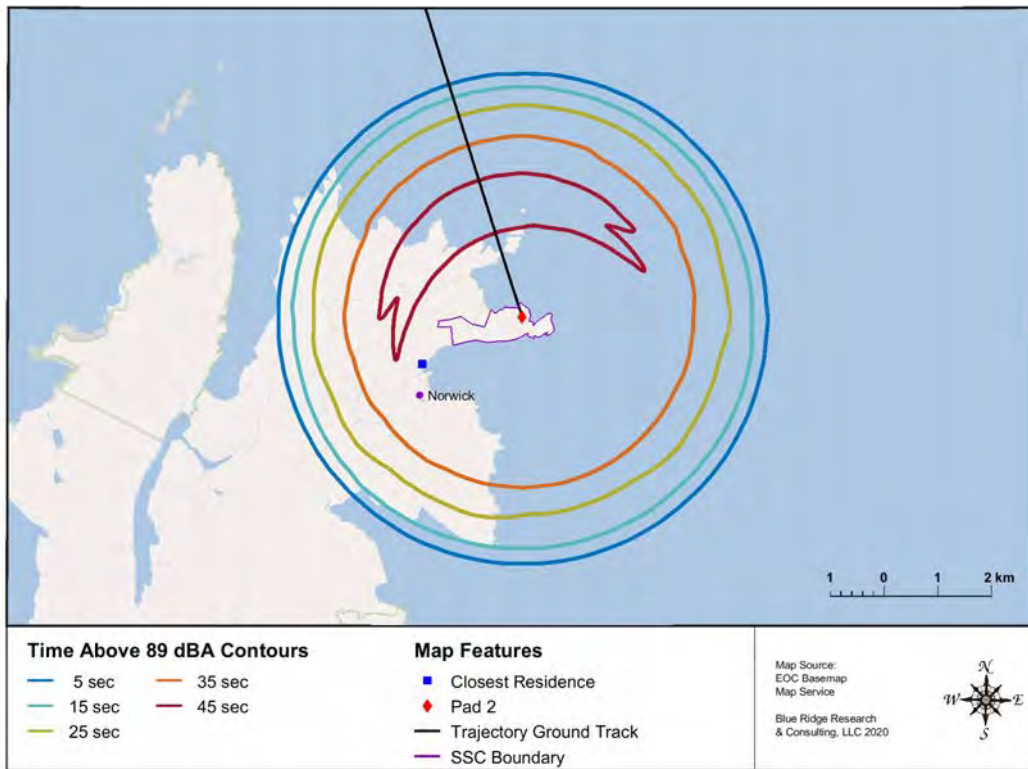 Norwick
1 0 1 2 km
Time Above 89 dBA Contours
5 sec
15 sec
25 sec
35 sec
45 sec
Map Features
Closest Residence
Pad 2
Trajectory Ground Track
SSC Boundary
Map Source:
EOC Basemap
Map Service
Blue Ridge Research
& Consulting, LLC 2020
N
W E
S